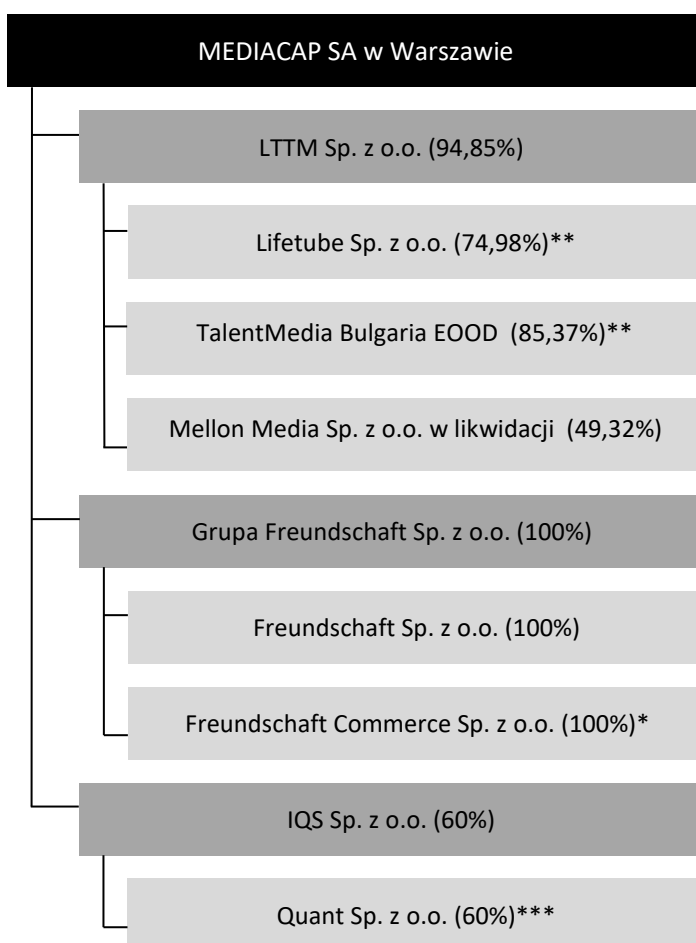 MEDIACAP SA w Warszawie
LTTM Sp. z o.o. (94,85%)
Lifetube Sp. z o.o. (74,98%)**
TalentMedia Bulgaria EOOD (85,37%)**
Mellon Media Sp. z o.o. w likwidacji (49,32%)
Grupa Freundschaft Sp. z o.o. (100%)
Freundschaft Sp. z o.o. (100%)
Freundschaft Commerce Sp. z o.o. (100%)*
IQS Sp. z o.o. (60%)
Quant Sp. z o.o. (60%)***